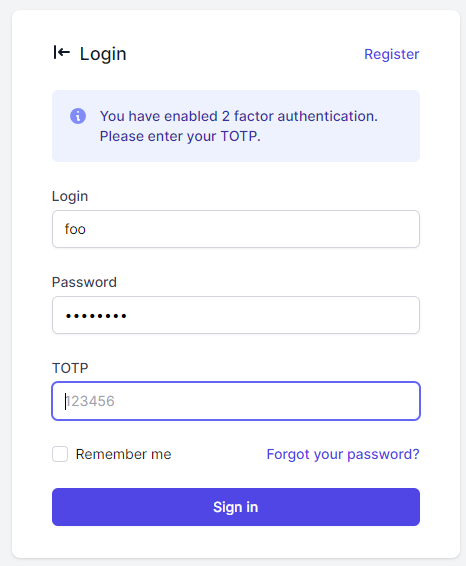 Login
Register
You have enabled 2 factor authentication.
Please enter your TOTP.
Login
foo
Password
••••••••
TOTP
123456
Remember me
Forgot your password?
Sign in